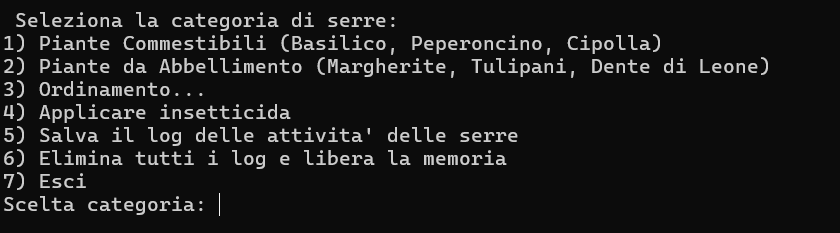 Seleziona la categoria di serre:
1) Piante Commestibili (Basilico, Peperoncino, Cipolla)
2) Piante da Abbellimento (Margherite, Tulipani, Dente di Leone)
3) Ordinamento...
4) Applicare insetticida
5) Salva il log delle attivita' delle serre
6) Elimina tutti i log e libera la memoria
7) Esci
Scelta categoria: